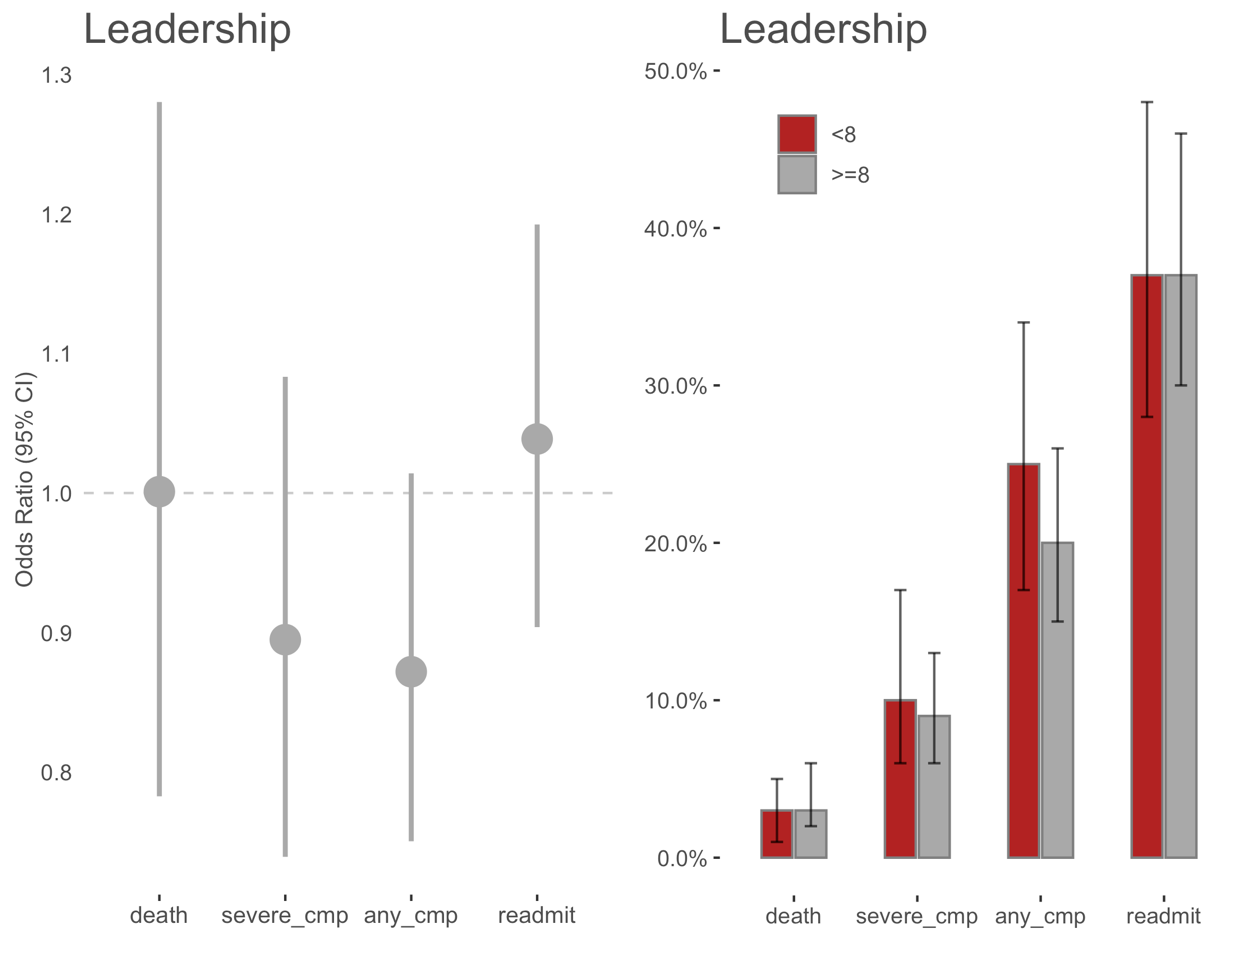 Leadership
1.3
1.2
1.1
1.0
0.9
0.8
Odds Ratio (95% CI)
death severe_cmp any_cmp readmit
Leadership
50.0%
40.0%
30.0%
20.0%
10.0%
0.0%
<8
>=8
death severe_cmp any_cmp readmit